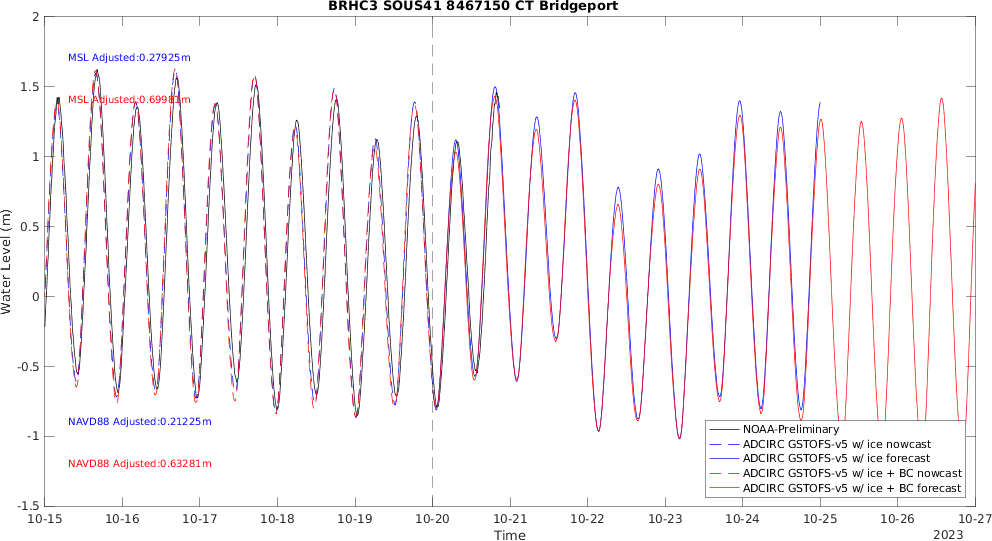 BRHC3 SOUS41 8467150 CT Bridgeport
2
1.5
1
0.5
0
-0.5
-1
-1.5
Water Level (m)
MSL Adjusted:0.27925m
MSL Adjusted:0.69981m
NAVD88 Adjusted:0.21225m
NAVD88 Adjusted:0.63281m
NOAA-Preliminary
ADCIRC GSTOFS-v5 w/ ice nowcast
ADCIRC GSTOFS-v5 w/ ice forecast
ADCIRC GSTOFS-v5 w/ ice + BC nowcast
ADCIRC GSTOFS-v5 w/ ice + BC forecast
10-15 10-16 10-17 10-18 10-19 10-20 10-21 10-22 10-23 10-24 10-25 10-26 10-27
Time
2023